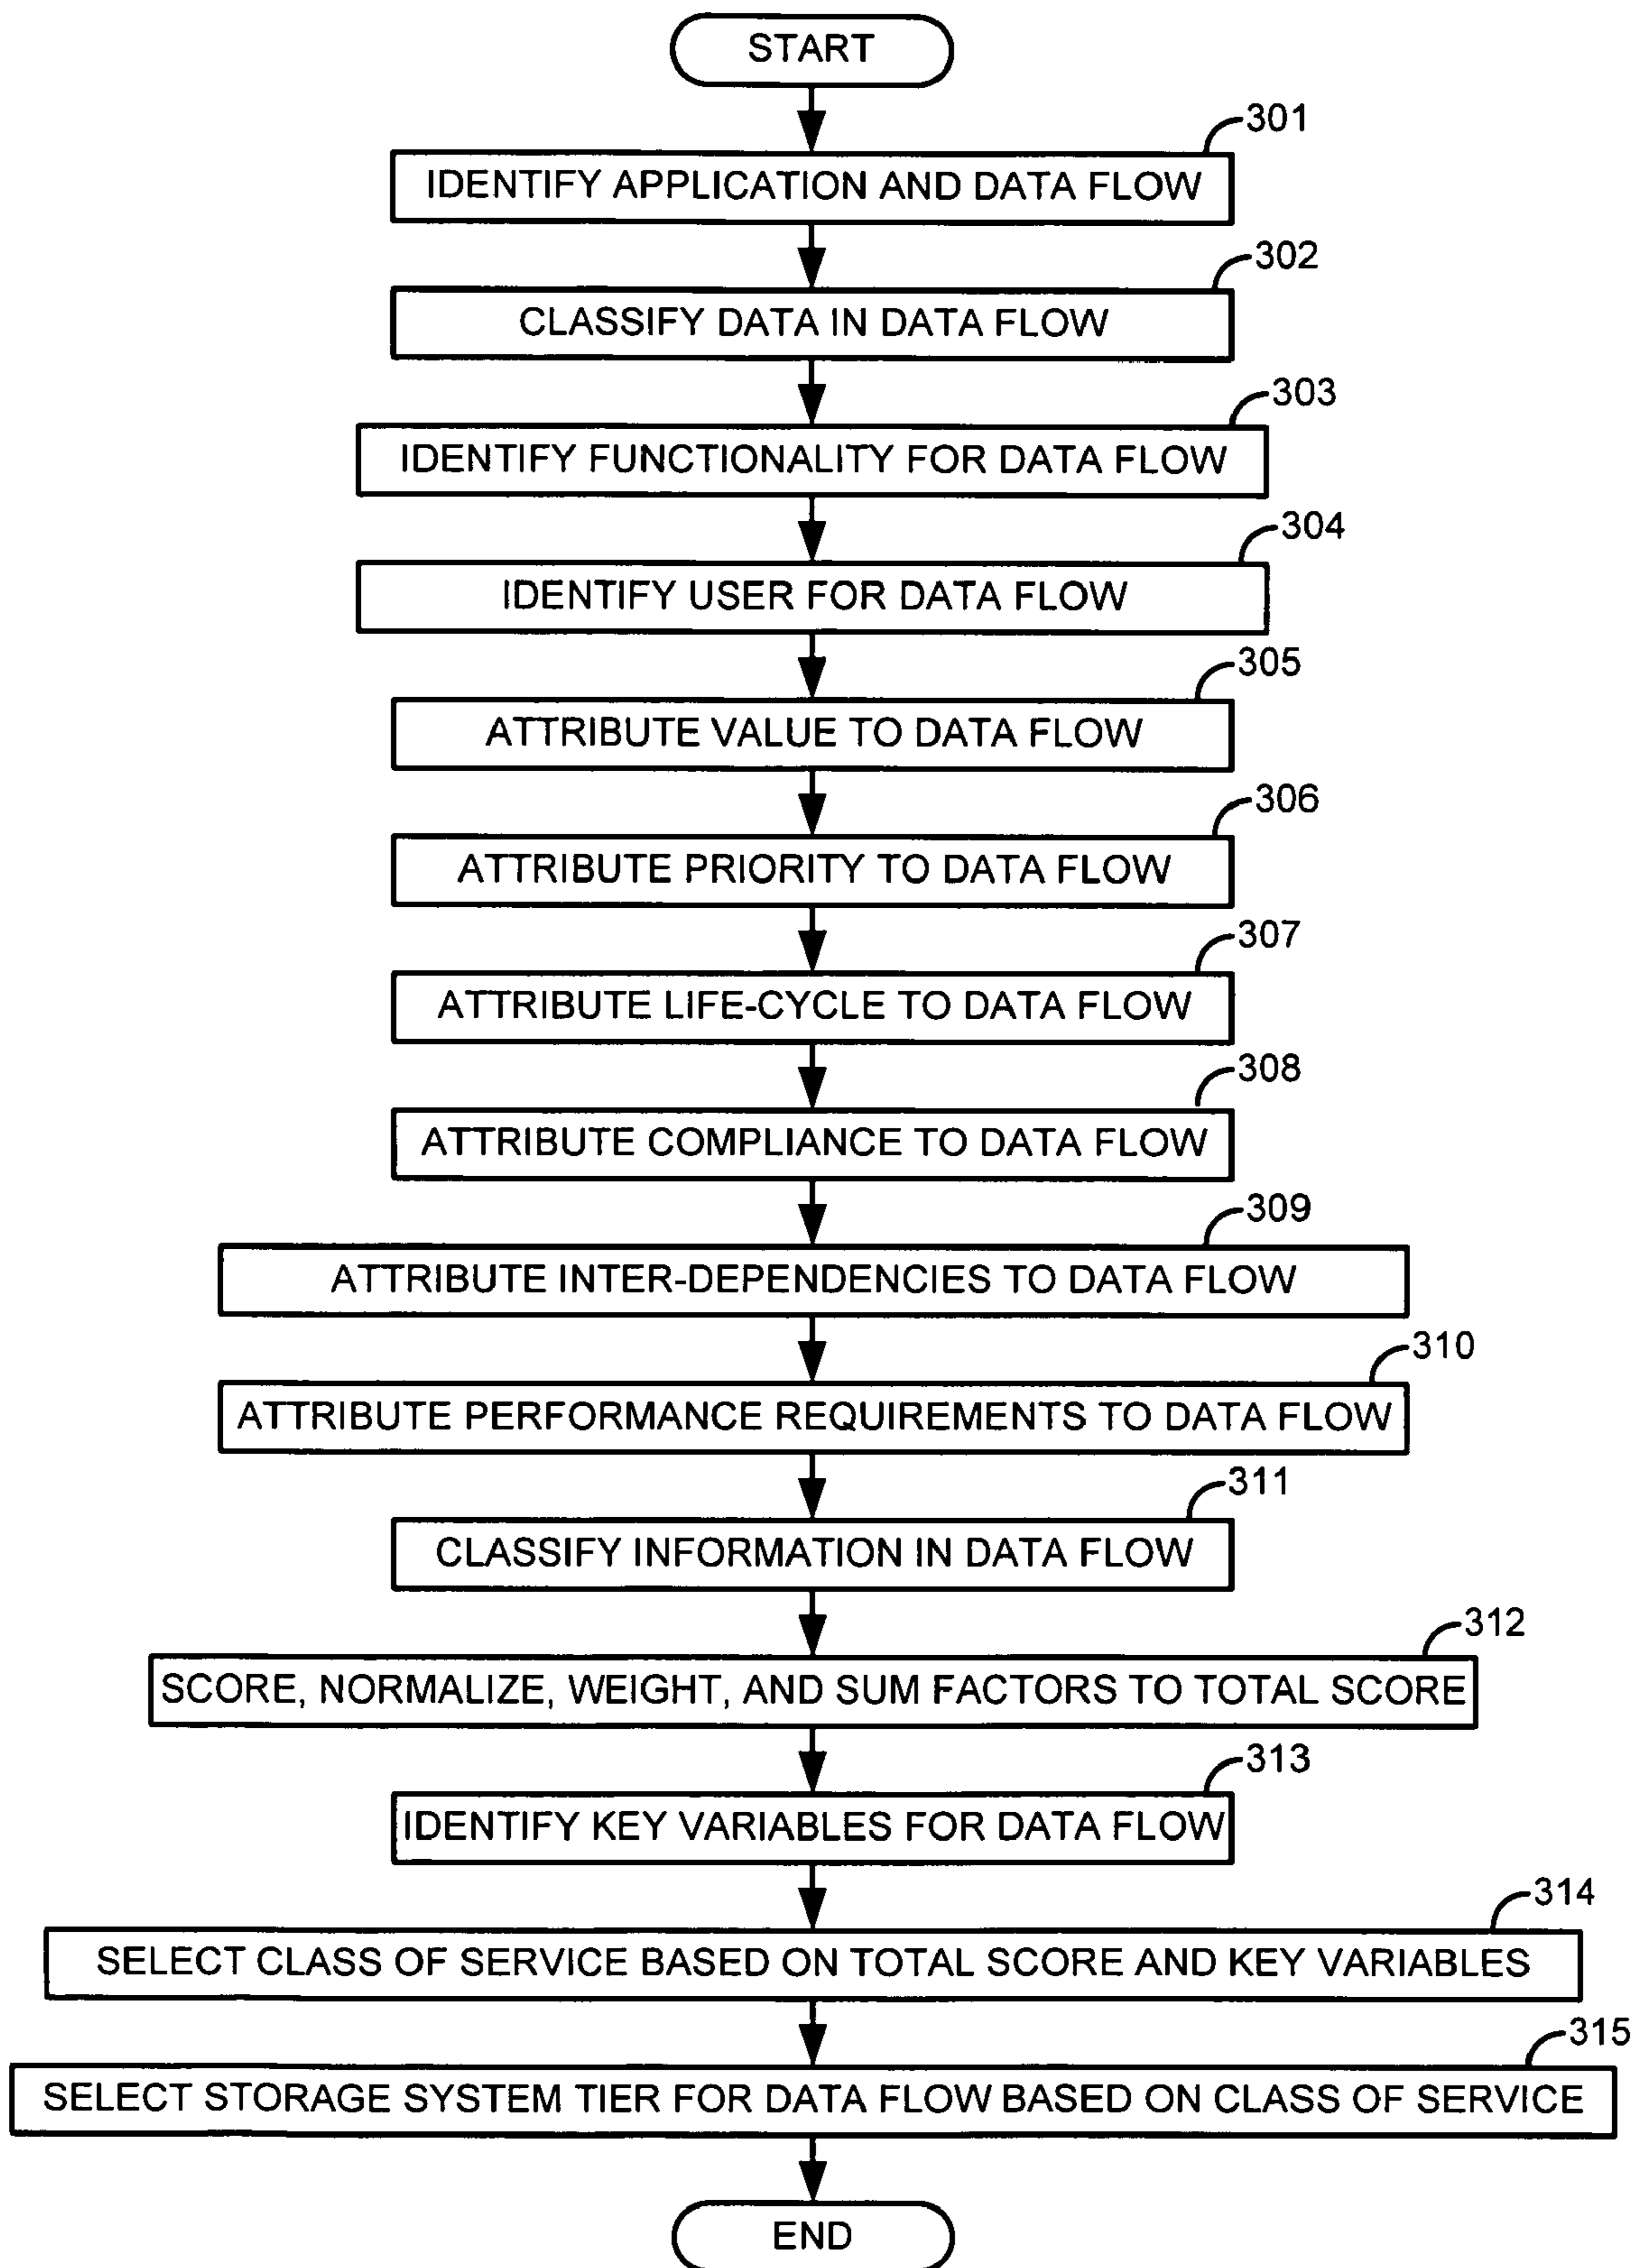 START
301
IDENTIFY APPLICATION AND DATA FLOW
302
CLASSIFY DATA IN DATA FLOW
303
IDENTIFY FUNCTIONALITY FOR DATA FLOW
304
IDENTIFY USER FOR DATA FLOW
305
ATTRIBUTE VALUE TO DATA FLOW
306
ATTRIBUTE PRIORITY TO DATA FLOW
307
ATTRIBUTE LIFE-CYCLE TO DATA FLOW
308
ATTRIBUTE COMPLIANCE TO DATA FLOW
309
ATTRIBUTE INTER-DEPENDENCIES TO DATA FLOW
310
ATTRIBUTE PERFORMANCE REQUIREMENTS TO DATA FLOW
311
CLASSIFY INFORMATION IN DATA FLOW
312
SCORE, NORMALIZE, WEIGHT, AND SUM FACTORS TO TOTAL SCORE
313
IDENTIFY KEY VARIABLES FOR DATA FLOW
314
SELECT CLASS OF SERVICE BASED ON TOTAL SCORE AND KEY VARIABLES
315
SELECT STORAGE SYSTEM TIER FOR DATA FLOW BASED ON CLASS OF SERVICE
END